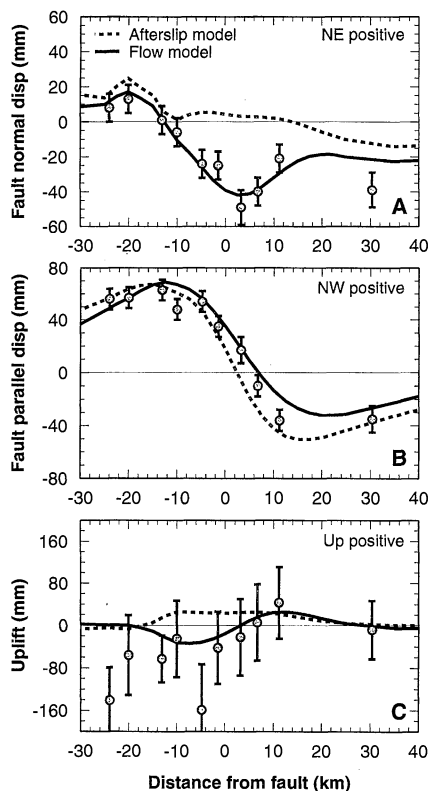 60
40
20
0
-20
-40
-60
Fault normal disp (mm)
Afterslip model
Flow model
NE positive
A
-30 -20 -10 0 10 20 30 40
80
40
0
-40
-80
Fault parallel disp (mm)
NW positive
B
-30 -20 -10 0 10 20 30 40
160
80
0
-80
-160
Uplift (mm)
Up positive
C
-30 -20 -10 0 10 20 30 40
Distance from fault (km)